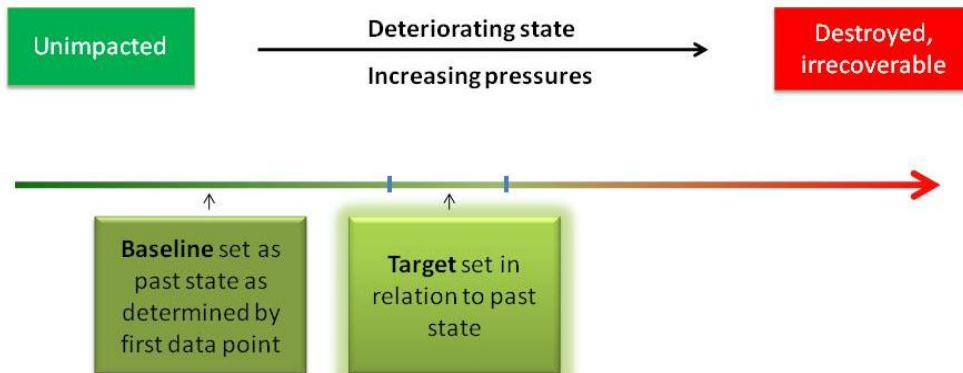 Unimpacted
Deteriorating state
Increasing pressures
Destroyed,
irrecoverable
Baseline set as
past state as
determined by
first data point
Target set in
relation to past
state